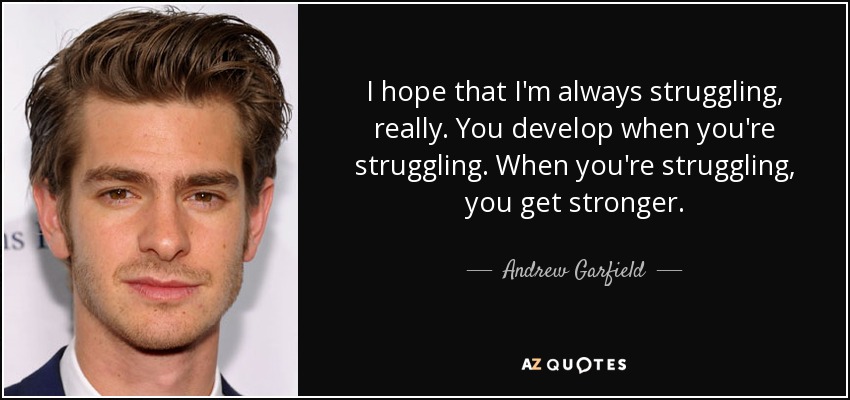 I hope that I'm always struggling,
really. You develop when you're
struggling. When you're struggling,
you get stronger.
Andrew Garfield
AZ QUOTES